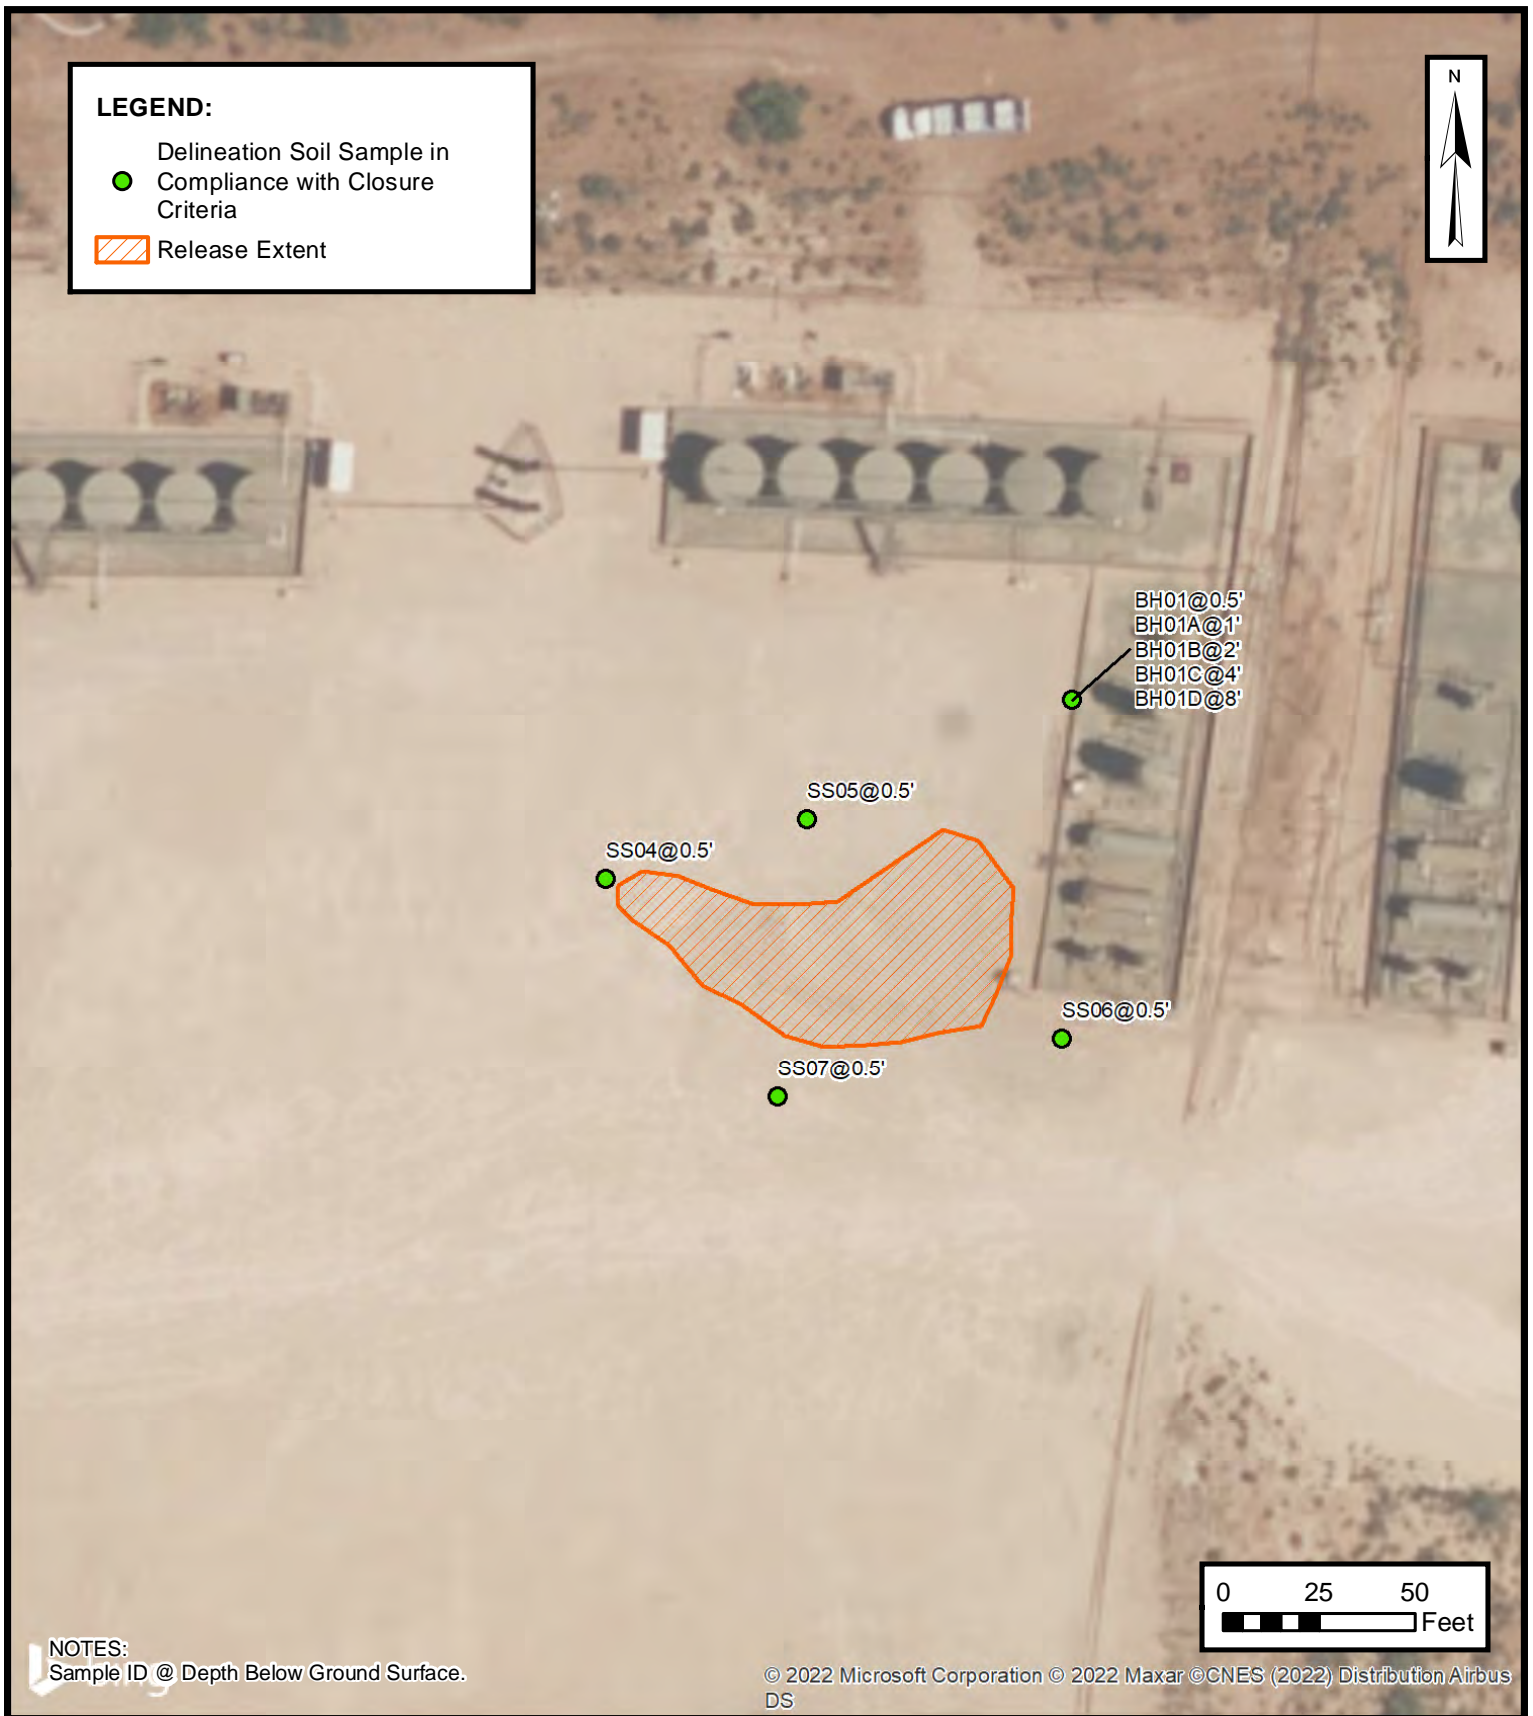 LEGEND:
Delineation Soil Sample in
Compliance with Closure
Criteria
Release Extent
N
BH01@0.5'
BH01A@1'
BH01B@2'
BH01C@4'
BH01D@8'
SS05@0.5'
SS04@0.5'
SS06@0.5'
SS07@0.5'
0 25 50
Feet
NOTES:
Sample ID @ Depth Below Ground Surface.
© 2022 Microsoft Corporation © 2022 Maxar ©CNES (2022) Distribution Airbus
DS